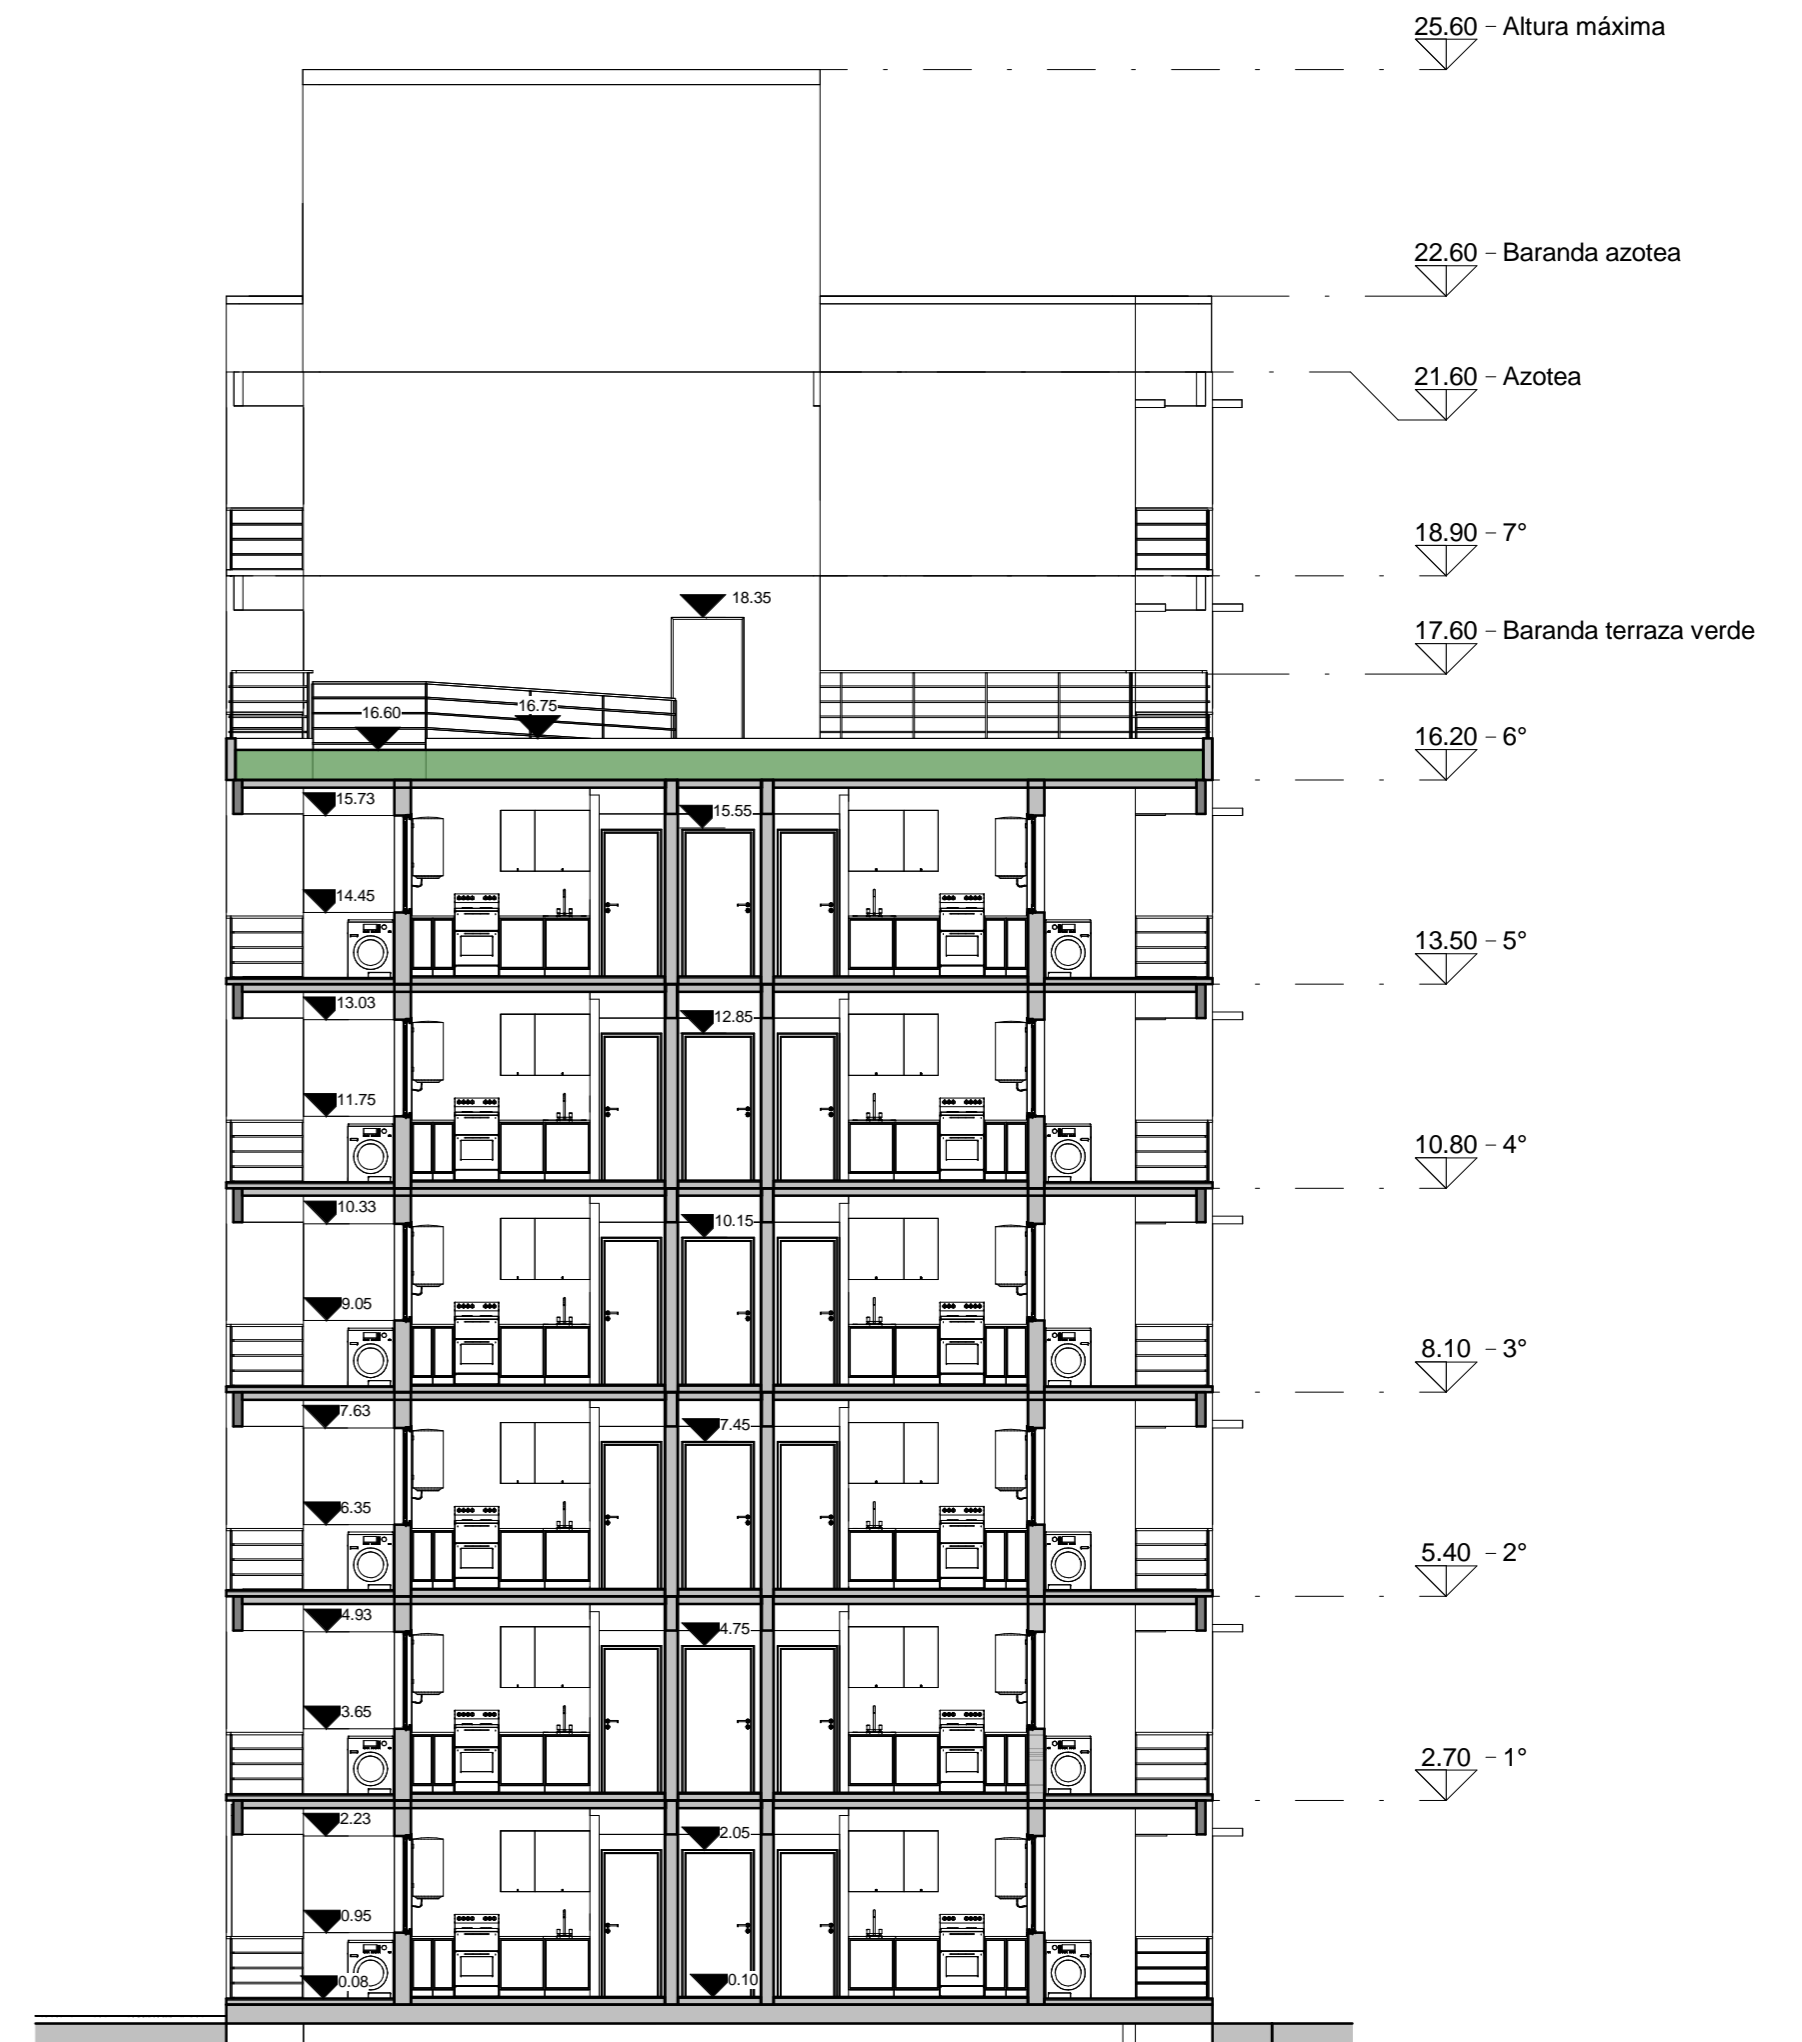 25.60 – Altura máxima
22.60 – Baranda azotea
21.60 – Azotea
18.90 – 7°
18.35
17.60 – Baranda terraza verde
16.60
16.75
16.20 – 6°
15.73
15.55
14.45
13.50 – 5°
13.03
12.85
11.75
10.80 – 4°
10.33
10.15
9.05
8.10 – 3°
7.63
7.45
6.35
5.40 – 2°
4.93
4.75
3.65
2.70 – 1°
2.23
2.05
0.95
0.08
0.10